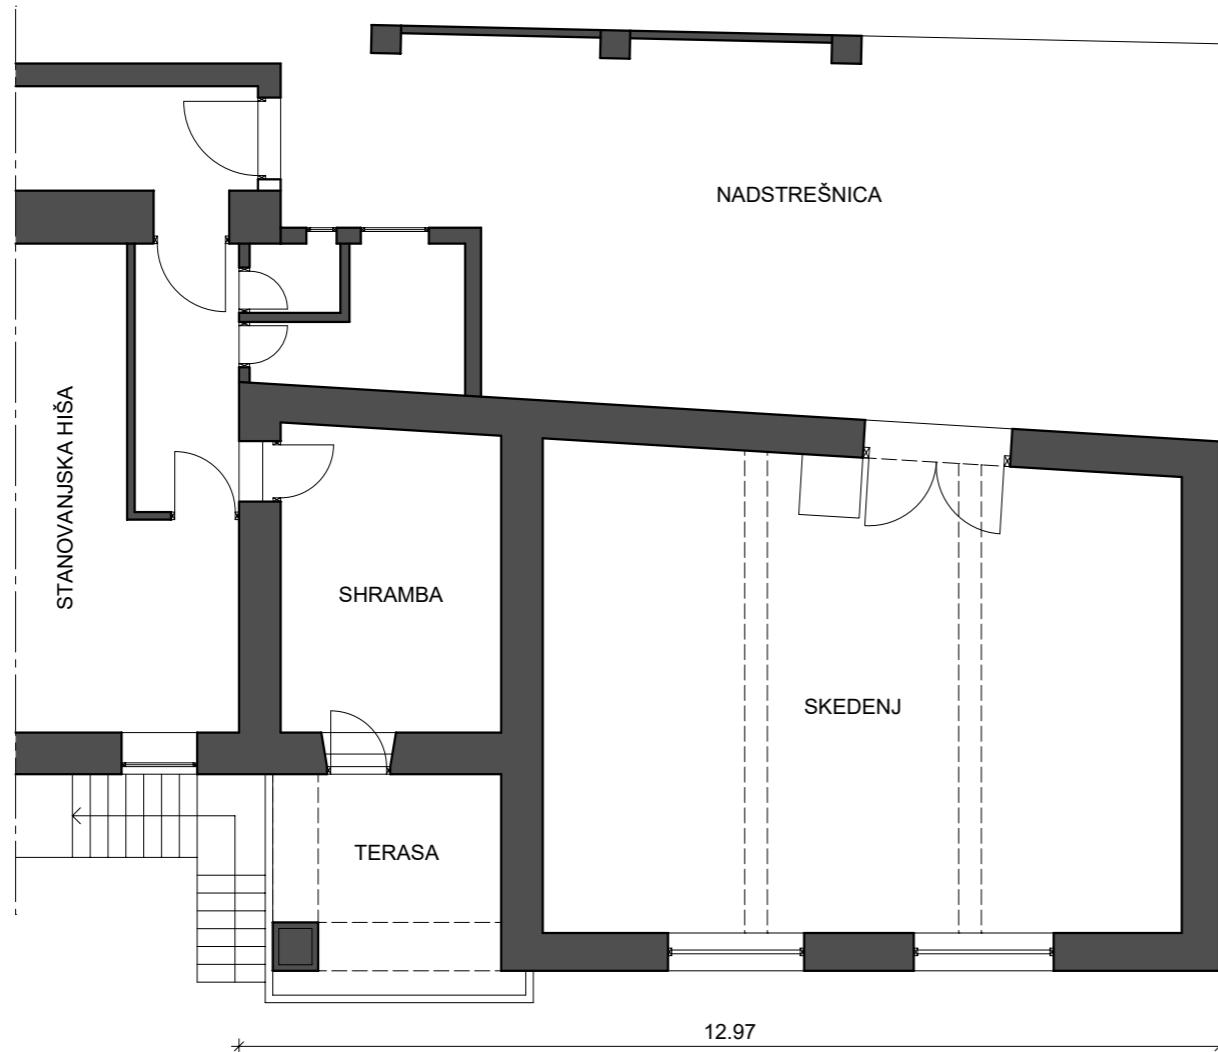 NADSTREŠNICA
STANOVANJSKA HIŠA
SHRAMBA
SKEDENJ
TERASA
12.97